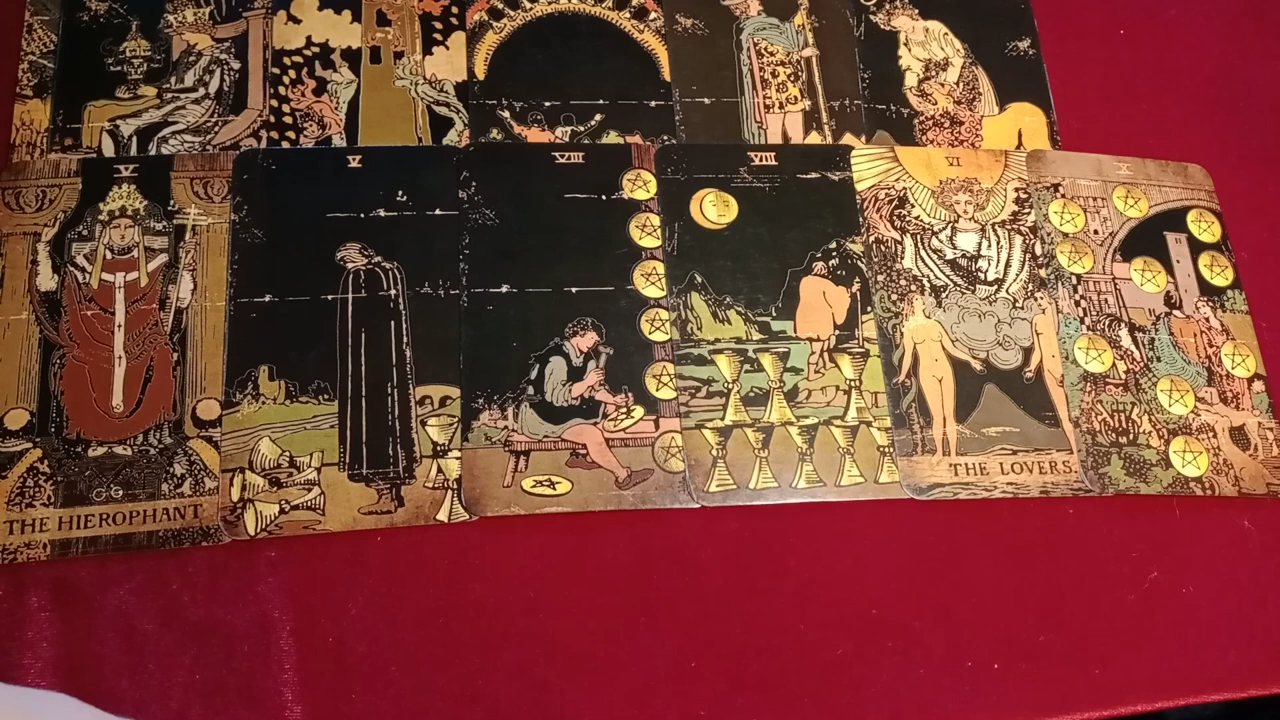 V
V
VIII
VIII
VI
X
THE HIEROPHANT
THE LOVERS.